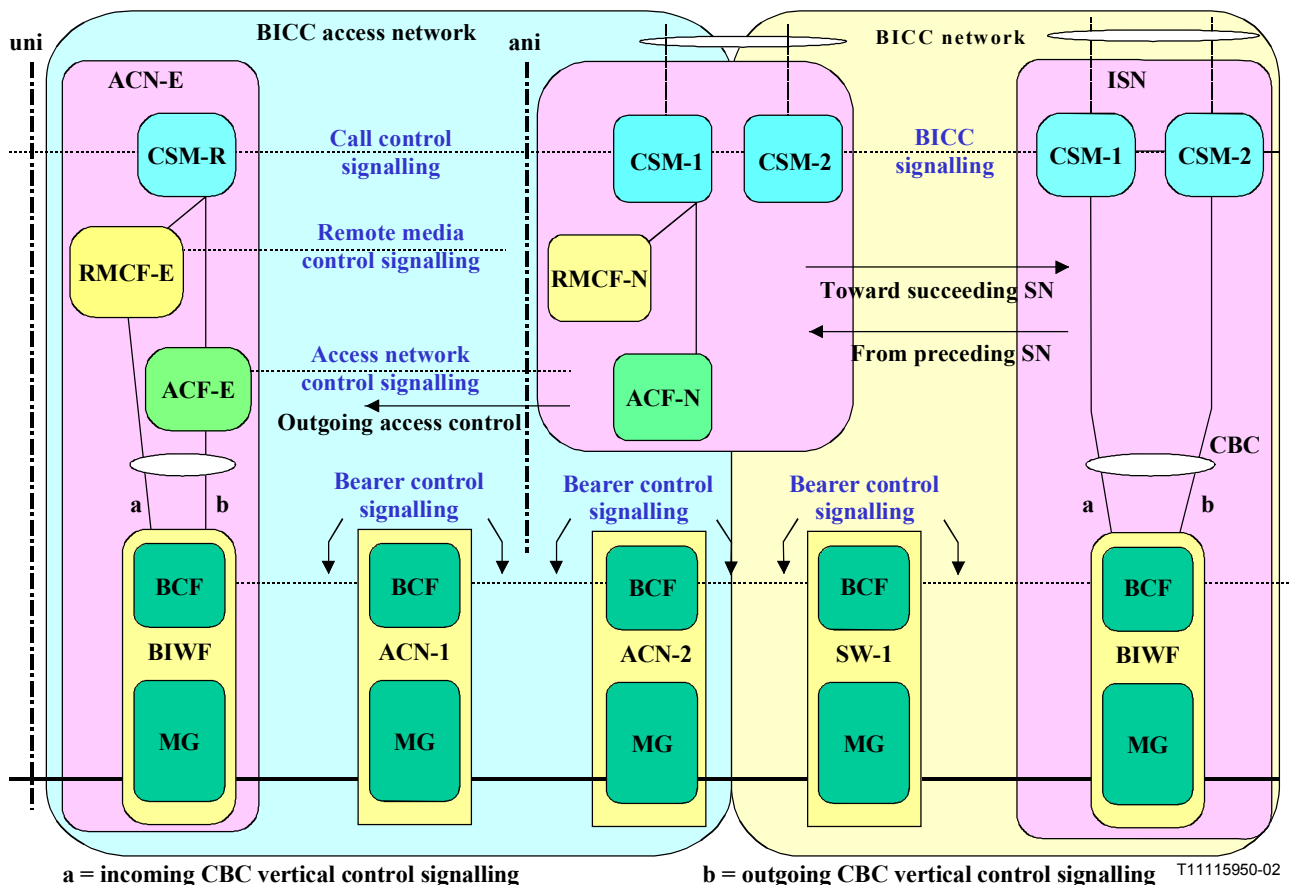 uni
BICC access network
ani
BICC network
ACN-E
ISN
CSM-R
Call control
signalling
CSM-1
CSM-2
BICC
signalling
CSM-1
CSM-2
RMCF-E
Remote media
control signalling
RMCF-N
Toward succeeding SN
From preceding SN
ACF-E
Access network
control signalling
Outgoing access control
ACF-N
CBC
a
b
Bearer control
signalling
Bearer control
signalling
Bearer control
signalling
a
b
BCF
BCF
BCF
BCF
BCF
BIWF
ACN-1
ACN-2
SW-1
BIWF
MG
MG
MG
MG
MG
a = incoming CBC vertical control signalling
b = outgoing CBC vertical control signalling
T11115950-02